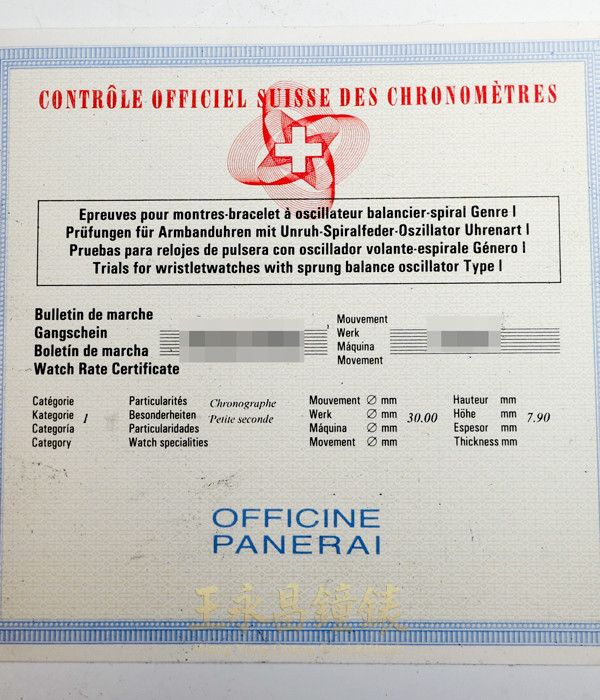 CONTRÔLE OFFICIEL SUISSE DES CHRONOMÈTRES
Epreuves pour montres-bracelet à oscillateur balancier-spiral Genre I
Prüfungen für Armbanduhren mit Unruh-Spiralfeder-Oszillator Uhrenart I
Pruebas para relojes de pulsera con oscillador volante-espirale Género I
Trials for wristletwatches with sprung balance oscillator Type I
Bulletin de marche
Gangschein
Boletín de marcha
Watch Rate Certificate
Mouvement
Werk
Máquina
Movement
Catégorie
Kategorie 1
Categoría
Category
Particularités Chronographe
Besonderheiten Petite seconde
Particularidades
Watch specialities
Mouvement ∅ mm
Werk ∅ mm 30.00
Máquina ∅ mm
Movement ∅ mm
Hauteur mm
Höhe mm 7.90
Espesor mm
Thickness mm
OFFICINE
PANERAI
王永昌鐘錶